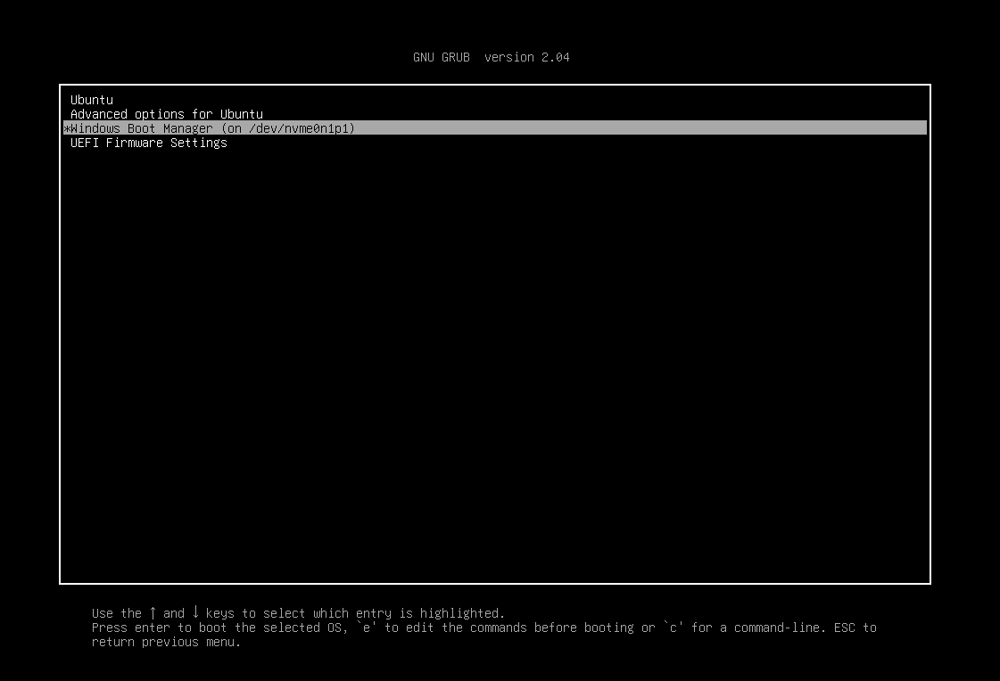 GNU GRUB  version 2.04
Ubuntu
Advanced options for Ubuntu
*Windows Boot Manager (on /dev/nvme0n1p1)
UEFI Firmware Settings
Use the ↑ and ↓ keys to select which entry is highlighted.
Press enter to boot the selected OS, `e' to edit the commands before booting or `c' for a command-line. ESC to
return previous menu.